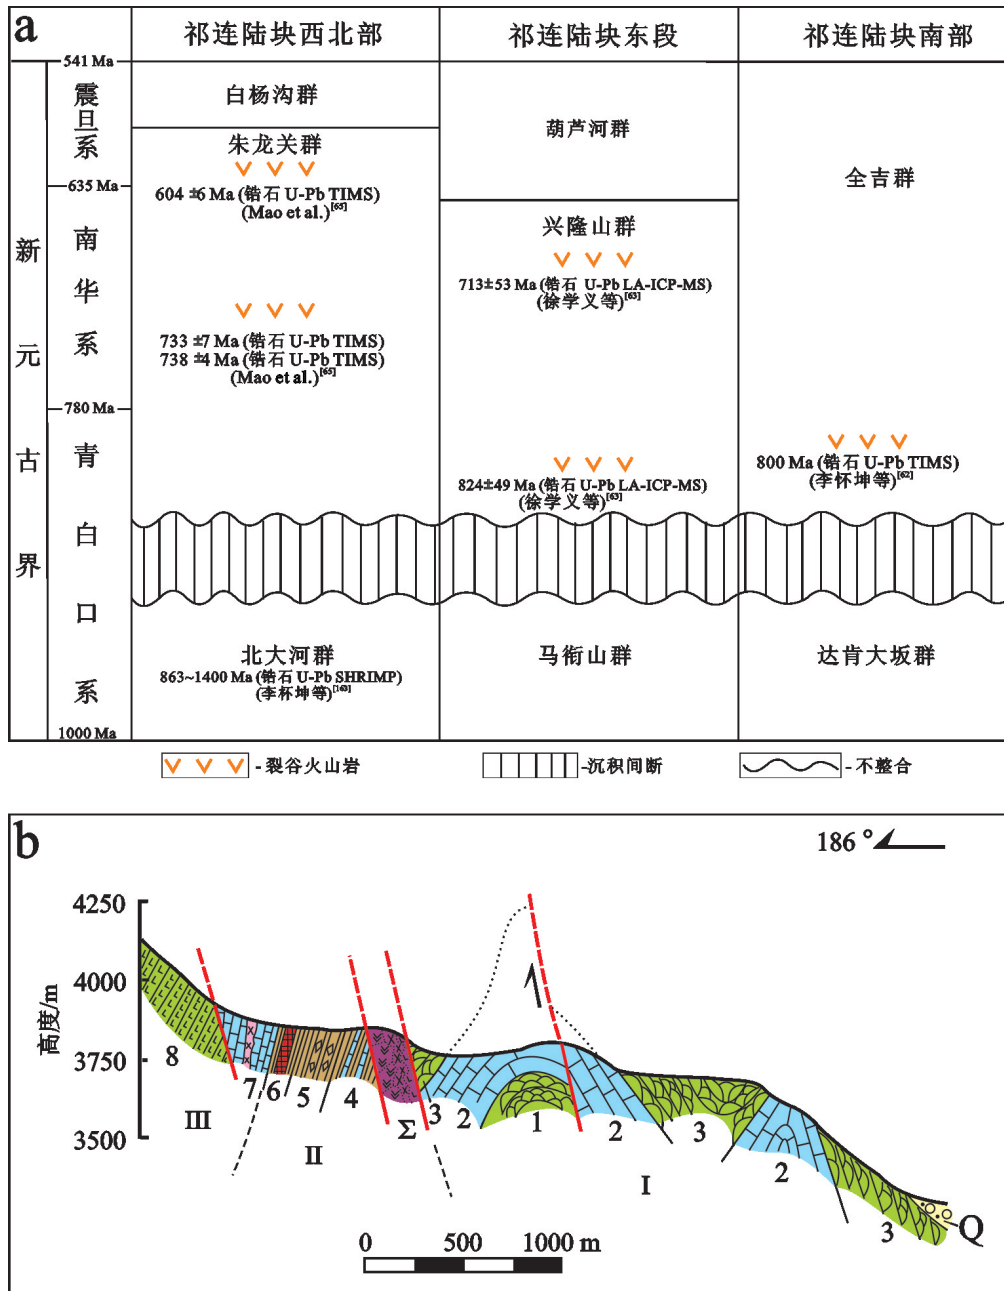 a
祁连陆块西北部
祁连陆块东段
祁连陆块南部
541 Ma
新元古界
震旦系
白杨沟群
朱龙关群
604 ±6 Ma (锆石 U-Pb TIMS)
(Mao et al.)[65]
635 Ma
南华系
733 ±7 Ma (锆石 U-Pb TIMS)
738 ±4 Ma (锆石 U-Pb TIMS)
(Mao et al.)[65]
780 Ma
青白口系
北大河群
863~1400 Ma (锆石 U-Pb SHRIMP)
(李怀坤等)[160]
1000 Ma
葫芦河群
兴隆山群
713±53 Ma (锆石 U-Pb LA-ICP-MS)
(徐学义等)[63]
824±49 Ma (锆石 U-Pb LA-ICP-MS)
(徐学义等)[63]
马衔山群
全吉群
800 Ma (锆石 U-Pb TIMS)
(李怀坤等)[62]
达肯大坂群
-裂谷火山岩
-沉积间断
-不整合
b
186 °
高度/m
4250
4000
3750
3500
8
7
6
5
4
3
2
1
2
3
2
3
Q
III
II
Σ
I
0 500 1000 m